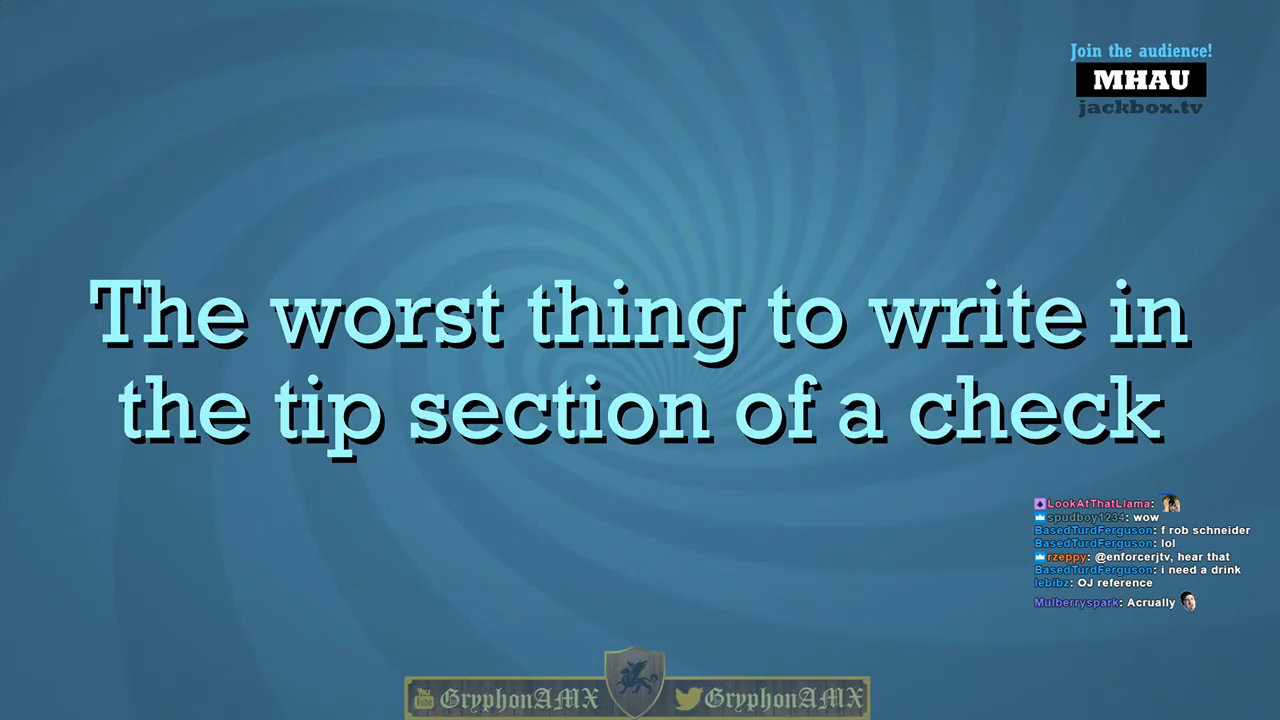 Join the audience!
MHAU
jackbox.tv
The worst thing to write in
the tip section of a check
LookAtThatLlama:
spudboy1234: wow
BasedTurdFerguson: f rob schneider
BasedTurdFerguson: lol
rzeppy: @enforcerjtv, hear that
BasedTurdFerguson: i need a drink
lebibz: OJ reference
Mulberryspark: Acrually
You Tube GryphonAMX GryphonAMX